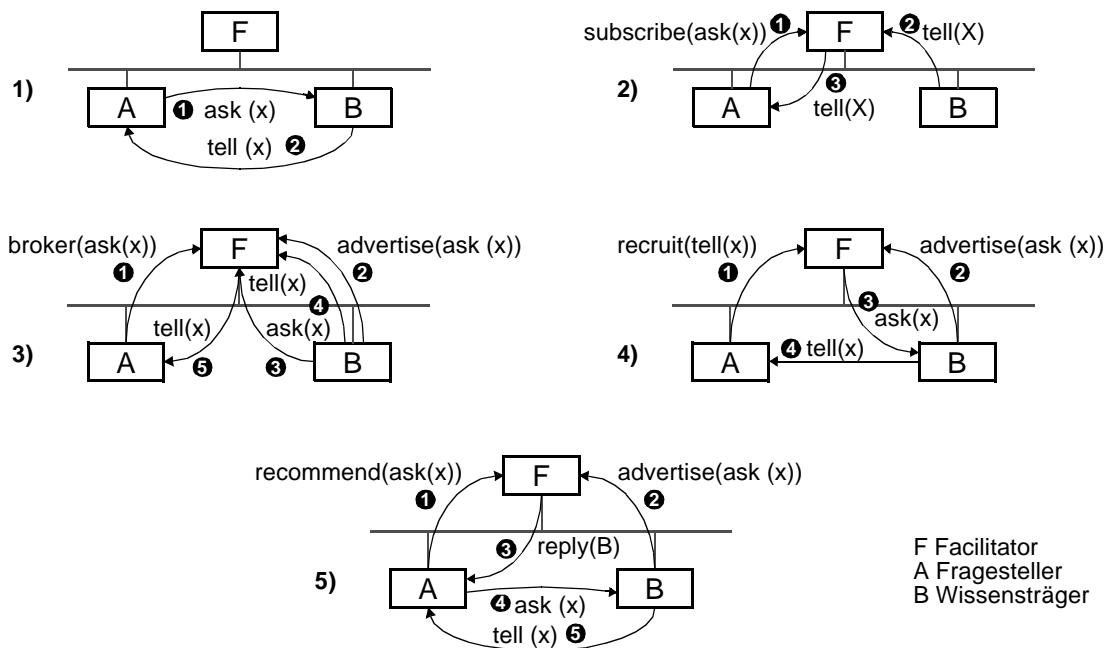 1)
F
A
B
❶ ask (x)
tell (x) ❷
2)
subscribe(ask(x)) ❶
F
❷ tell(X)
❸
tell(X)
A
B
3)
broker(ask(x))
❶
F
advertise(ask (x))
❷
tell(x)
❹
tell(x)
❺
ask(x)
❸
A
B
4)
recruit(tell(x))
❶
F
advertise(ask (x))
❷
❸
ask(x)
❹ tell(x)
A
B
5)
recommend(ask(x))
❶
F
advertise(ask (x))
❷
❸ reply(B)
A
B
❹ ask (x)
tell (x) ❺
F Facilitator
A Fragesteller
B Wissensträger